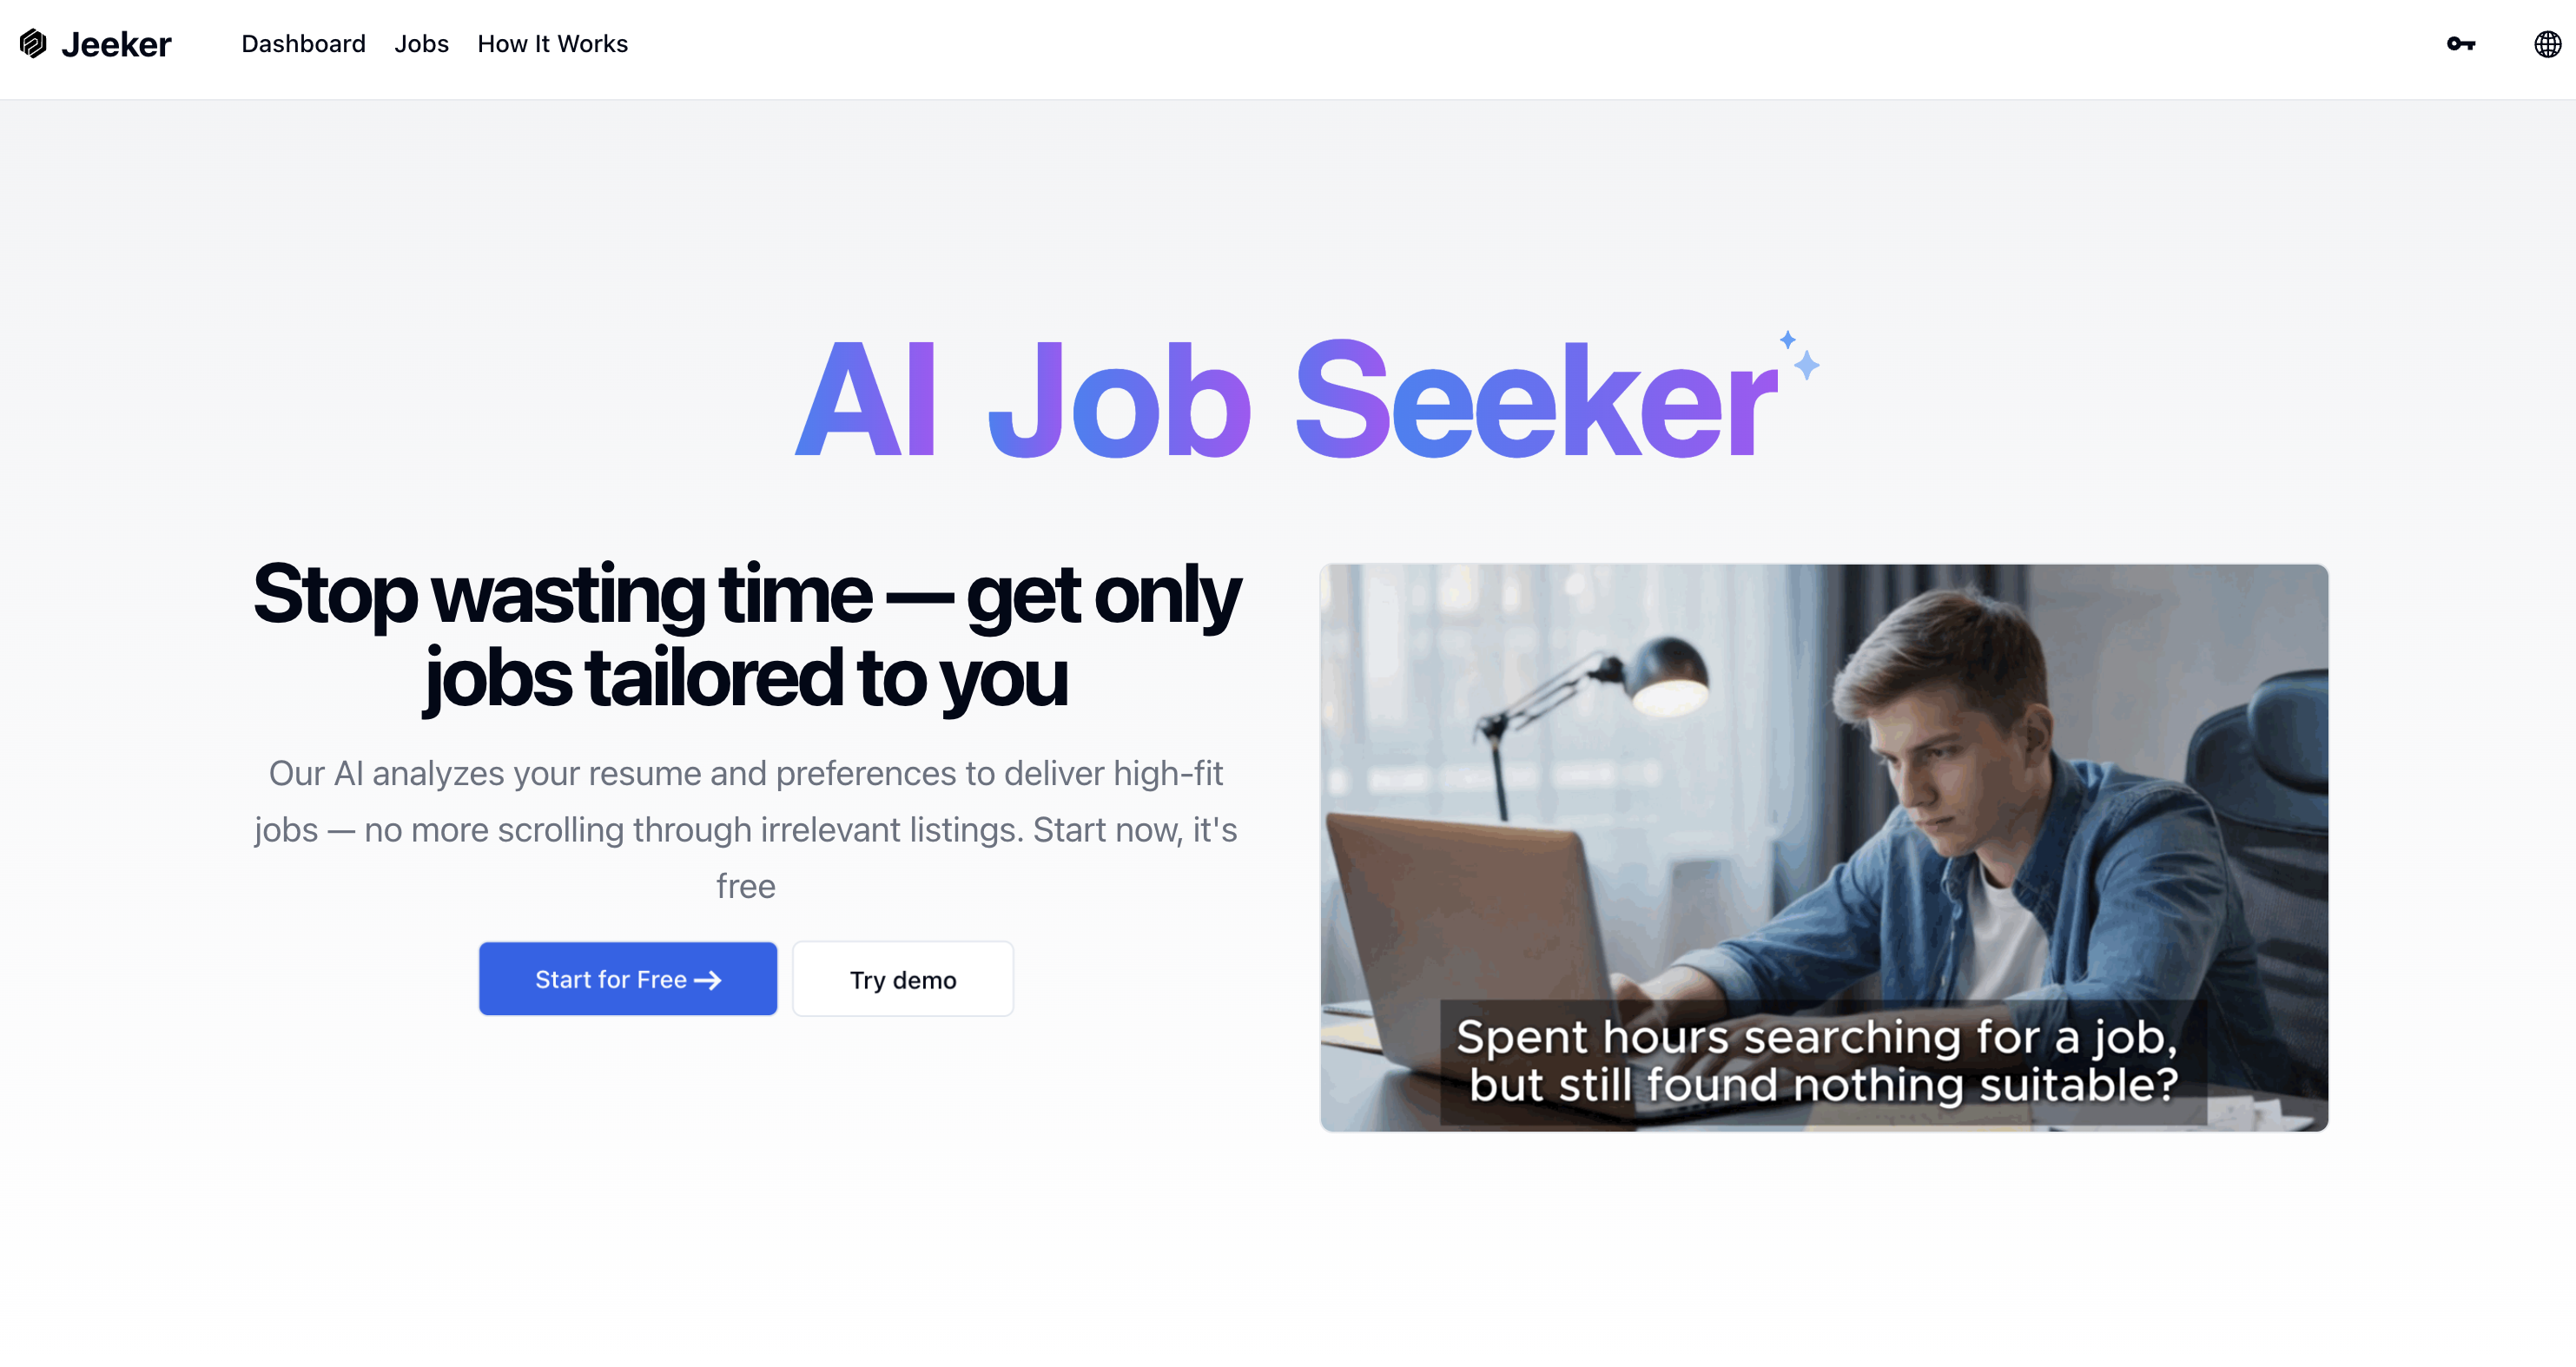 Jeeker
Dashboard Jobs How It Works
AI Job Seeker
Stop wasting time — get only
jobs tailored to you
Our AI analyzes your resume and preferences to deliver high-fit
jobs — no more scrolling through irrelevant listings. Start now, it's
free
Start for Free →
Try demo
Spent hours searching for a job,
but still found nothing suitable?